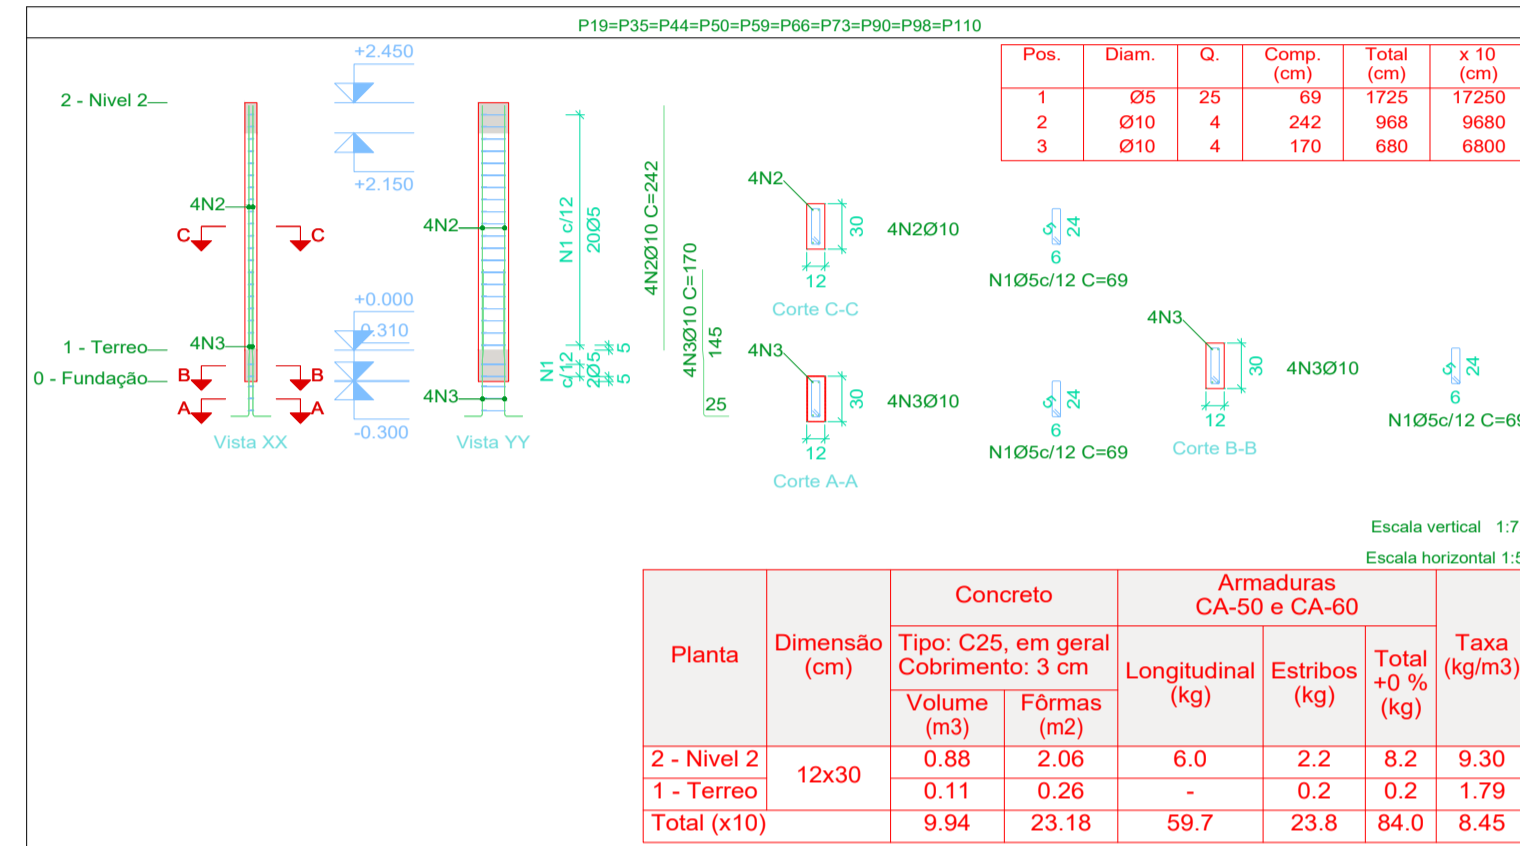 P19=P35=P44=P50=P59=P66=P73=P90=P98=P110
Pos. Diam. Q. Comp. (cm) Total (cm) x 10 (cm)
1 Ø5 25 69 1725 17250
2 Ø10 4 242 968 9680
3 Ø10 4 170 680 6800
+2.450
2 - Nivel 2
+2.150
4N2
C C
+0.000
0.310
1 - Terreo
4N3
0 - Fundação
B B
A A
-0.300
Vista XX
4N2
4N3
Vista YY
N1 c/12
20Ø5
N1
c/12
2Ø5
5
5
4N2Ø10 C=242
4N3Ø10 C=170
145
25
4N2
30
12
4N2Ø10
Corte C-C
5
24
6
N1Ø5c/12 C=69
4N3
30
12
4N3Ø10
Corte A-A
5
24
6
N1Ø5c/12 C=69
4N3
30
12
4N3Ø10
Corte B-B
5
24
6
N1Ø5c/12 C=69
Escala vertical 1:7
Escala horizontal 1:5
Planta
Dimensão (cm)
Concreto
Tipo: C25, em geral
Cobrimento: 3 cm
Volume (m3)
Fôrmas (m2)
Armaduras
CA-50 e CA-60
Longitudinal (kg)
Estribos (kg)
Total +0 % (kg)
Taxa (kg/m3)
2 - Nivel 2 12x30 0.88 2.06 6.0 2.2 8.2 9.30
1 - Terreo 0.11 0.26 - 0.2 0.2 1.79
Total (x10) 9.94 23.18 59.7 23.8 84.0 8.45